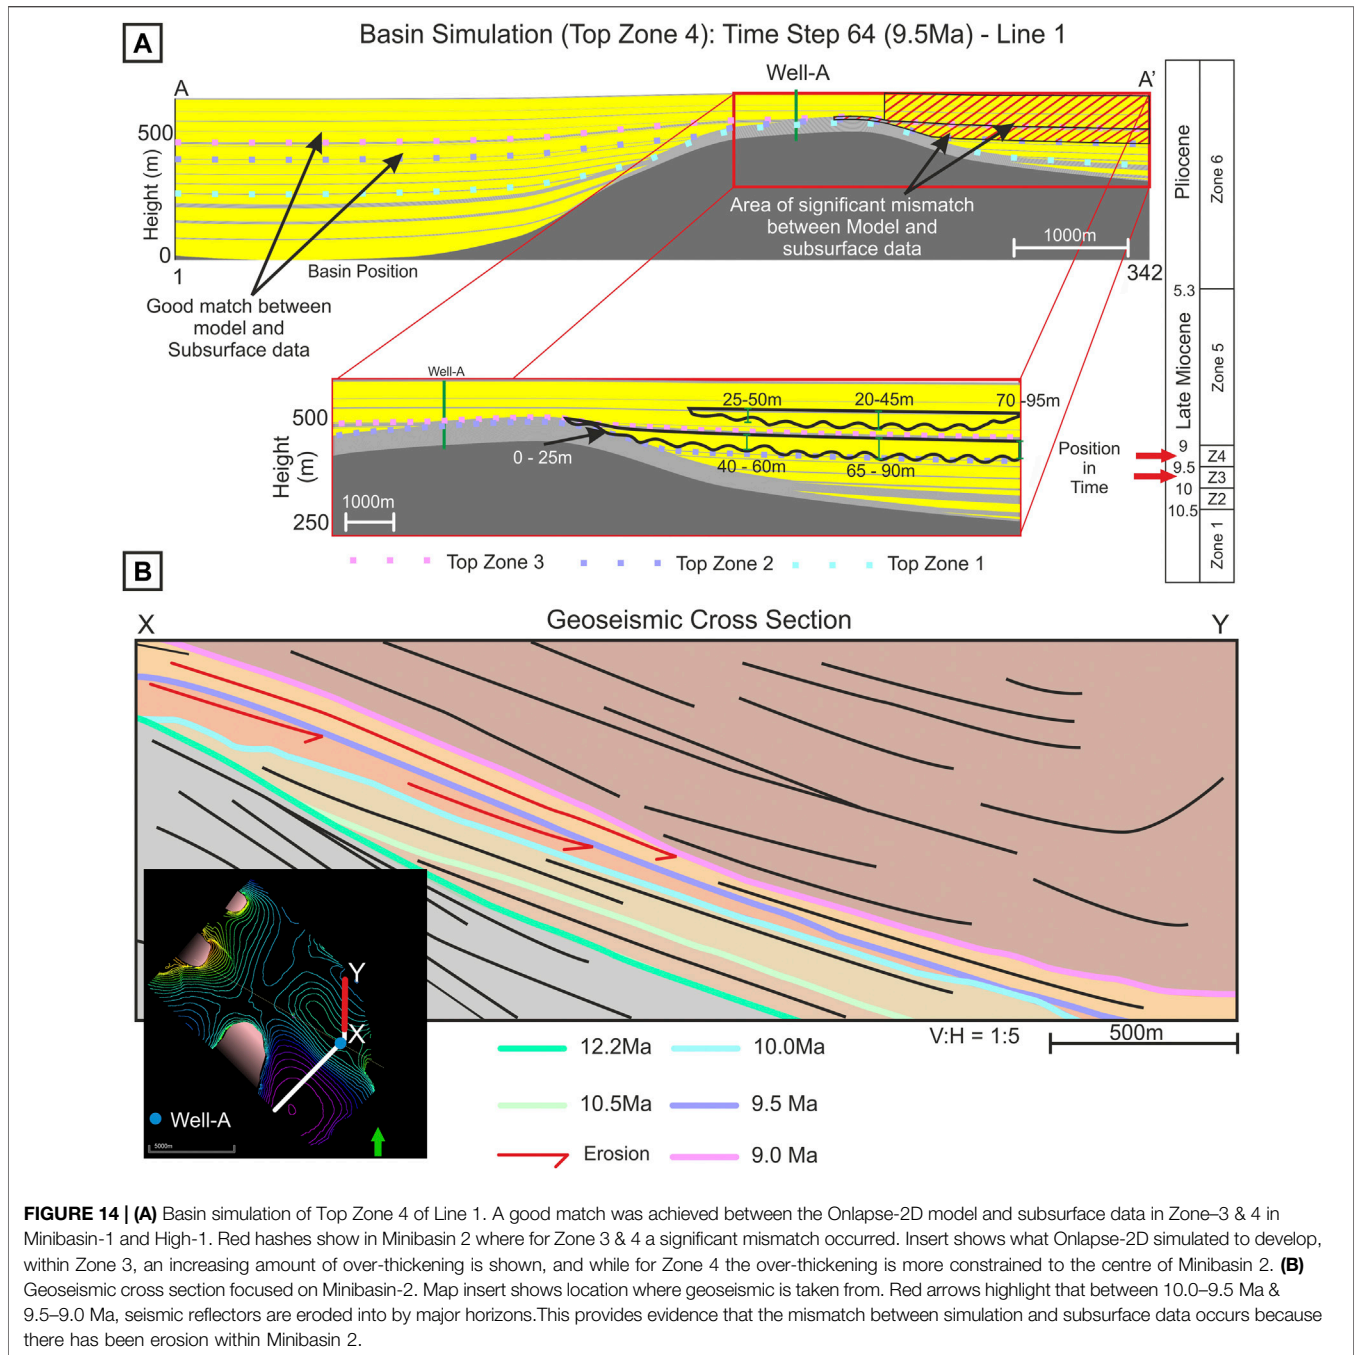 A
Basin Simulation (Top Zone 4): Time Step 64 (9.5Ma) - Line 1
A
Well-A
A'
500
Height (m)
0
1
Basin Position
342
Good match between
model and
Subsurface data
Area of significant mismatch
between Model and
subsurface data
1000m
Pliocene
Zone 6
5.3
Late Miocene
Zone 5
9
Z4
9.5
Z3
10
Z2
10.5
Zone 1
Position
in
Time
Well-A
500
Height
(m)
250
25-50m
20-45m
70-95m
0 - 25m
40 - 60m
65 - 90m
1000m
Top Zone 3
Top Zone 2
Top Zone 1
B
X
Geoseismic Cross Section
Y
Y
X
Well-A
5000m
V:H = 1:5
500m
12.2Ma
10.0Ma
10.5Ma
9.5 Ma
Erosion
9.0 Ma
FIGURE 14 | (A) Basin simulation of Top Zone 4 of Line 1. A good match was achieved between the Onlapse-2D model and subsurface data in Zone–3 & 4 in
Minibasin-1 and High-1. Red hashes show in Minibasin 2 where for Zone 3 & 4 a significant mismatch occurred. Insert shows what Onlapse-2D simulated to develop,
within Zone 3, an increasing amount of over-thickening is shown, and while for Zone 4 the over-thickening is more constrained to the centre of Minibasin 2. (B)
Geoseismic cross section focused on Minibasin-2. Map insert shows location where geoseismic is taken from. Red arrows highlight that between 10.0–9.5 Ma &
9.5–9.0 Ma, seismic reflectors are eroded into by major horizons.This provides evidence that the mismatch between simulation and subsurface data occurs because
there has been erosion within Minibasin 2.